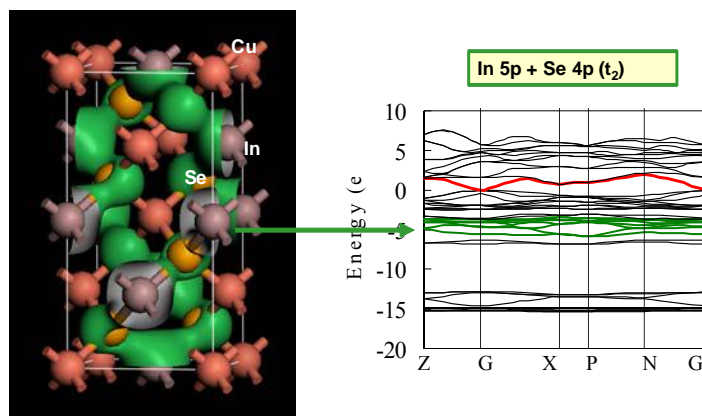 Cu
In
Se
In 5p + Se 4p (t2)
Energy (e
10
5
0
-5
-10
-15
-20
Z G X P N G